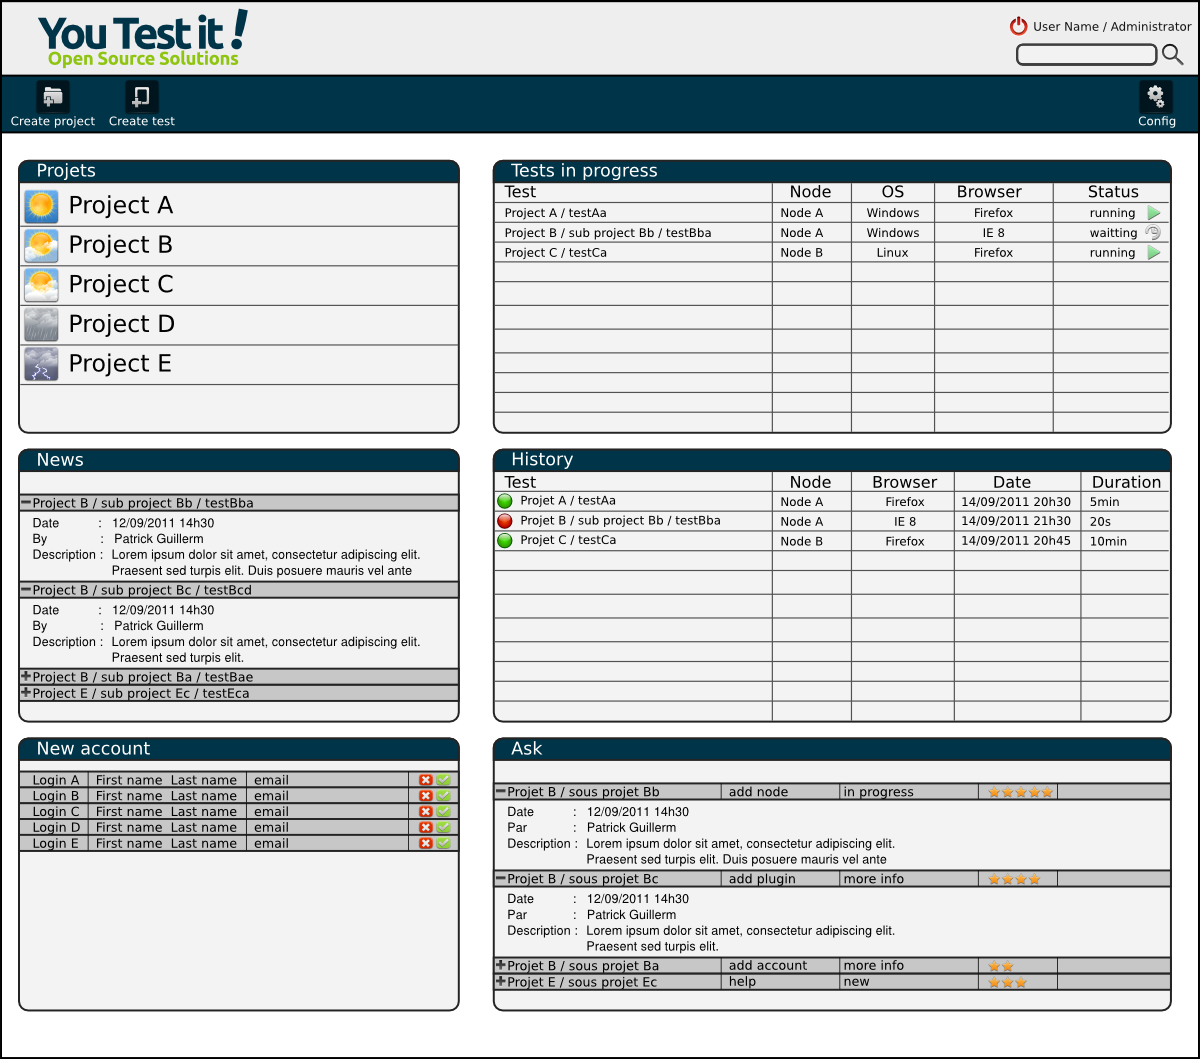 You Test it!
Open Source Solutions
User Name / Administrator
Create project
Create test
Config
Projets
Project A
Project B
Project C
Project D
Project E
Tests in progress
Test Node OS Browser Status
Project A / testAa Node A Windows Firefox running
Project B / sub project Bb / testBba Node A Windows IE 8 waitting
Project C / testCa Node B Linux Firefox running
News
Project B / sub project Bb / testBba
Date : 12/09/2011 14h30
By : Patrick Guillerm
Description : Lorem ipsum dolor sit amet, consectetur adipiscing elit.
Praesent sed turpis elit. Duis posuere mauris vel ante
Project B / sub project Bc / testBcd
Date : 12/09/2011 14h30
By : Patrick Guillerm
Description : Lorem ipsum dolor sit amet, consectetur adipiscing elit.
Praesent sed turpis elit.
Project B / sub project Ba / testBae
Project E / sub project Ec / testEca
History
Test Node Browser Date Duration
Projet A / testAa Node A Firefox 14/09/2011 20h30 5min
Projet B / sub project Bb / testBba Node A IE 8 14/09/2011 21h30 20s
Projet C / testCa Node B Firefox 14/09/2011 20h45 10min
New account
Login A First name Last name email
Login B First name Last name email
Login C First name Last name email
Login D First name Last name email
Login E First name Last name email
Ask
Projet B / sous projet Bb add node in progress
Date : 12/09/2011 14h30
Par : Patrick Guillerm
Description : Lorem ipsum dolor sit amet, consectetur adipiscing elit.
Praesent sed turpis elit. Duis posuere mauris vel ante
Projet B / sous projet Bc add plugin more info
Date : 12/09/2011 14h30
Par : Patrick Guillerm
Description : Lorem ipsum dolor sit amet, consectetur adipiscing elit.
Praesent sed turpis elit.
Projet B / sous projet Ba add account more info
Projet E / sous projet Ec help new